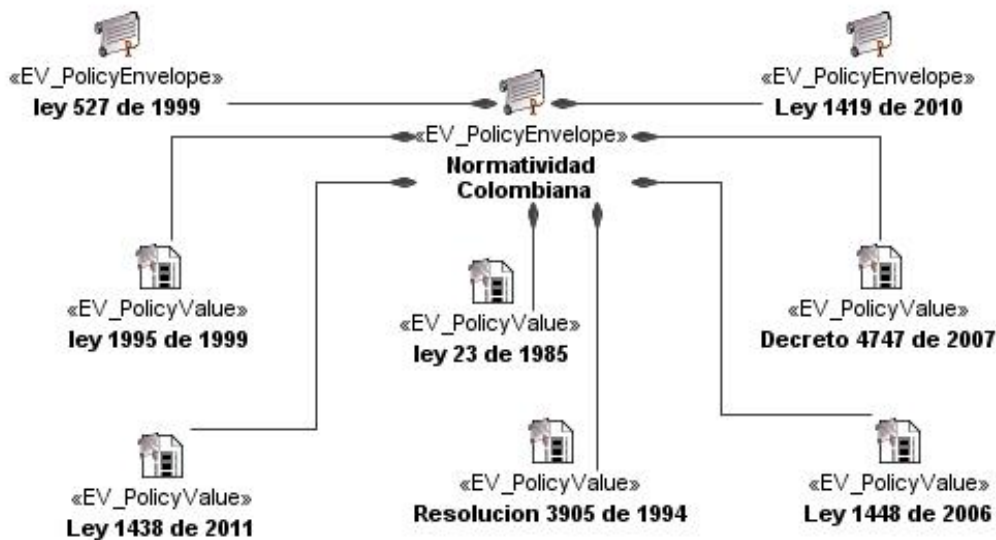 «EV_PolicyEnvelope»
ley 527 de 1999
«EV_PolicyEnvelope»
Ley 1419 de 2010
«EV_PolicyEnvelope»
Normatividad
Colombiana
«EV_PolicyValue»
ley 1995 de 1999
«EV_PolicyValue»
ley 23 de 1985
«EV_PolicyValue»
Decreto 4747 de 2007
«EV_PolicyValue»
Ley 1438 de 2011
«EV_PolicyValue»
Resolucion 3905 de 1994
«EV_PolicyValue»
Ley 1448 de 2006